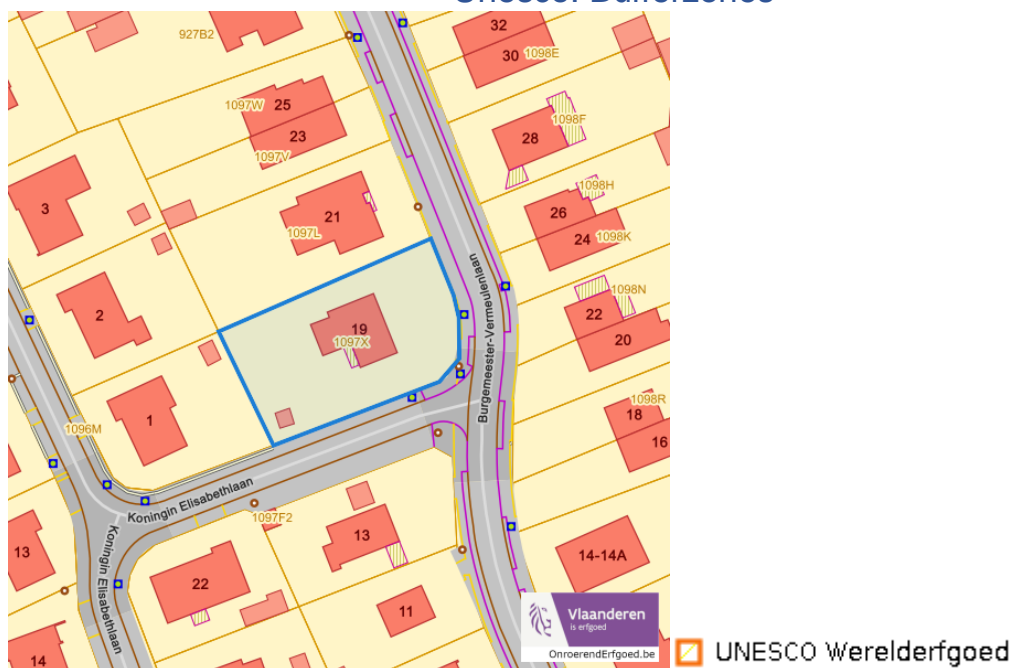 Unesco: Bufferzones
32
927B2
30
1098E
1097W
25
1098F
23
28
1097V
1098H
3
26
21
24
1098K
1097L
Burgemeester-Vermeulenlaan
1098N
2
22
19
20
1097X
1098R
18
1
16
1096M
Koningin Elisabethlaan
1097F2
13
13
14-14A
Koningin Elisabethlaan
22
11
Vlaanderen
is erfgoed
OnroerendErfgoed.be
UNESCO Werelderfgoed
14